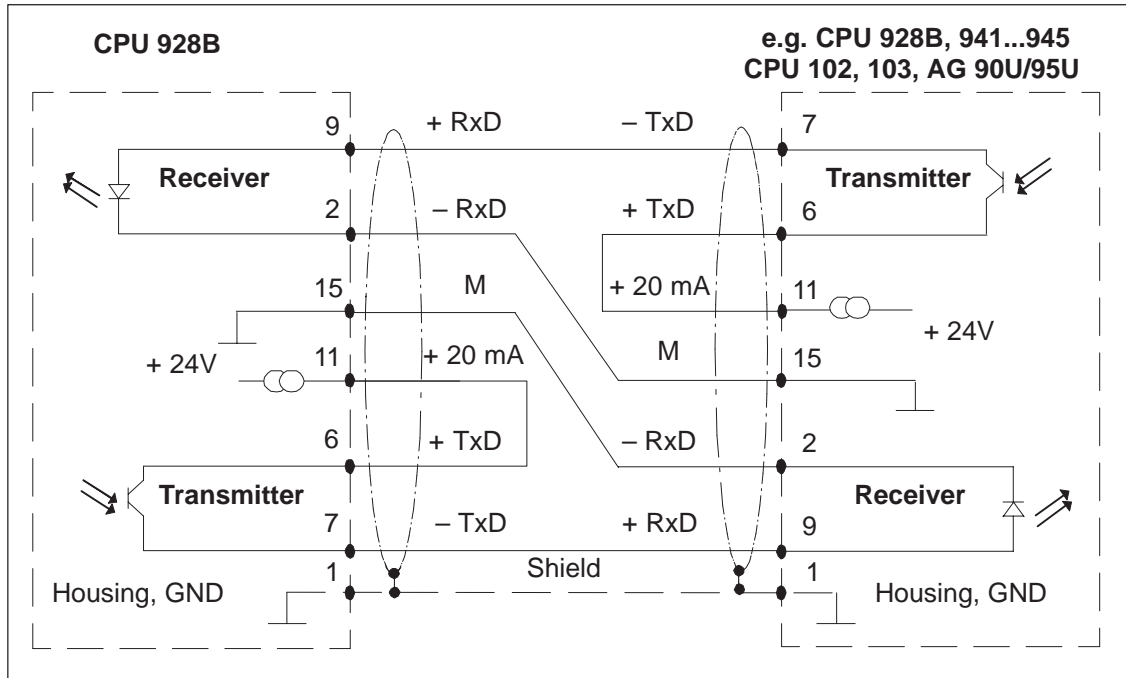 CPU 928B
e.g. CPU 928B, 941...945
CPU 102, 103, AG 90U/95U
9
+ RxD
– TxD
7
Receiver
Transmitter
2
– RxD
+ TxD
6
15
M
+ 20 mA
11
+ 24V
+ 24V
11
+ 20 mA
M
15
6
+ TxD
– RxD
2
Transmitter
Receiver
7
– TxD
+ RxD
9
1
Shield
1
Housing, GND
Housing, GND